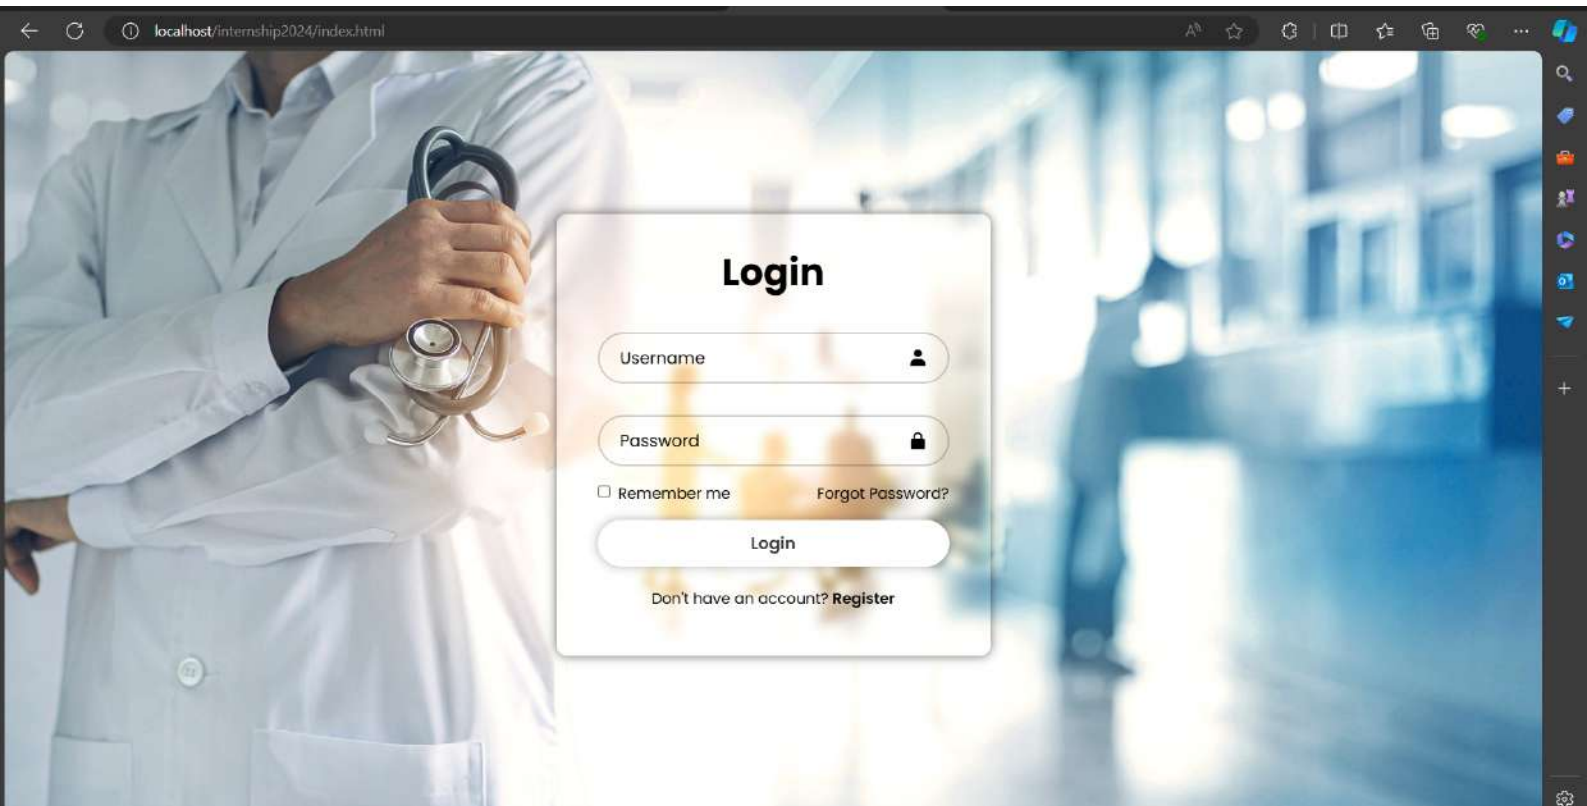 localhost/internship2024/index.html
Login
Username
Password
Remember me Forgot Password?
Login
Don't have an account? Register